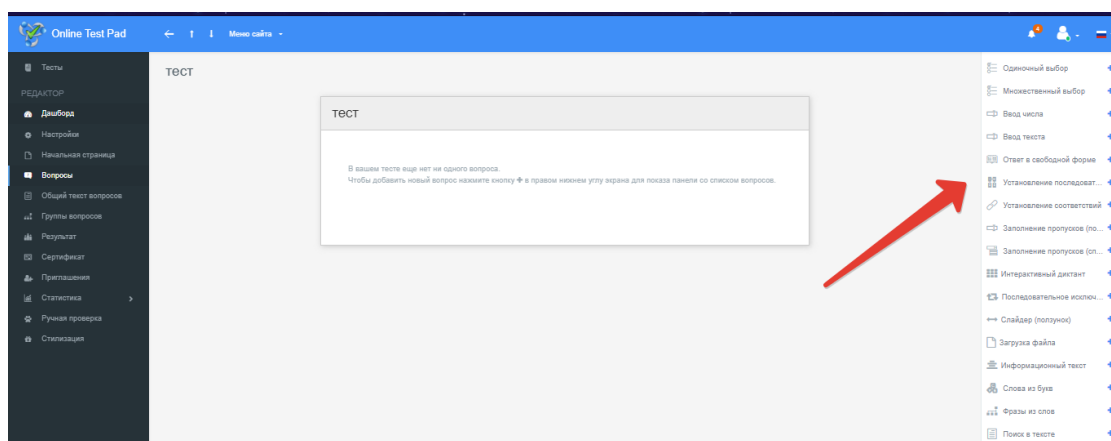 Online Test Pad
Меню сайта
4
Тесты
РЕДАКТОР
Дашборд
Настройки
Начальная страница
Вопросы
Общий текст вопросов
Группы вопросов
Результат
Сертификат
Приглашения
Статистика
Ручная проверка
Стилизация
тест
тест
В вашем тесте еще нет ни одного вопроса.
Чтобы добавить новый вопрос нажмите кнопку + в правом нижнем углу экрана для показа панели со списком вопросов.
Одиночный выбор
Множественный выбор
Ввод числа
Ввод текста
Ответ в свободной форме
Установление последоват...
Установление соответствий
Заполнение пропусков (по...
Заполнение пропусков (сп...
Интерактивный диктант
Последовательное исключ...
Слайдер (ползунок)
Загрузка файла
Информационный текст
Слова из букв
Фразы из слов
Поиск в тексте